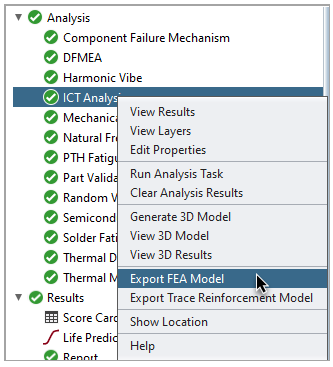 Analysis
Component Failure Mechanism
DFMEA
Harmonic Vibe
ICT Analysis
Mechanica
Natural Fre
PTH Fatigu
Part Valida
Random V
Semicond
Solder Fati
Thermal D
Thermal M
Results
Score Card
Life Predic
Report
View Results
View Layers
Edit Properties
Run Analysis Task
Clear Analysis Results
Generate 3D Model
View 3D Model
View 3D Results
Export FEA Model
Export Trace Reinforcement Model
Show Location
Help